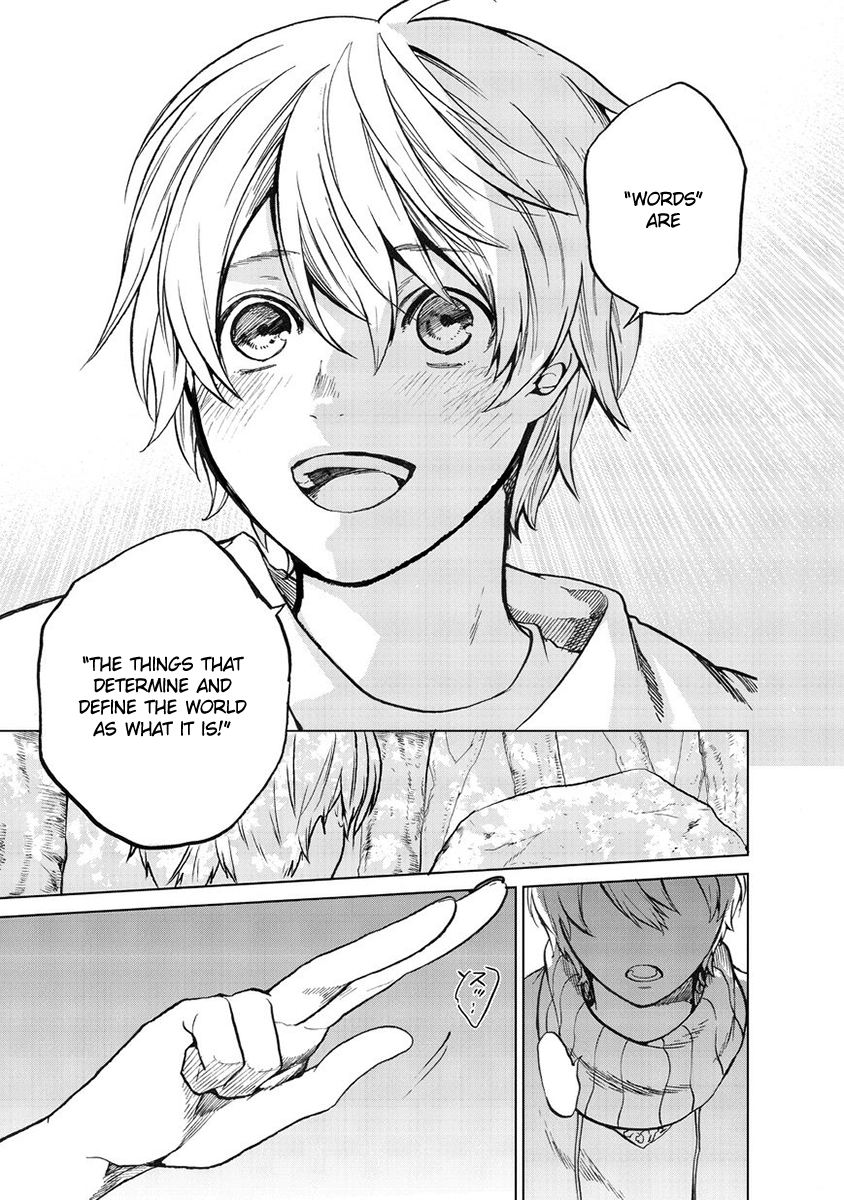 "WORDS"
ARE
"THE THINGS THAT
DETERMINE AND
DEFINE THE WORLD
AS WHAT IT IS!"
スッ…